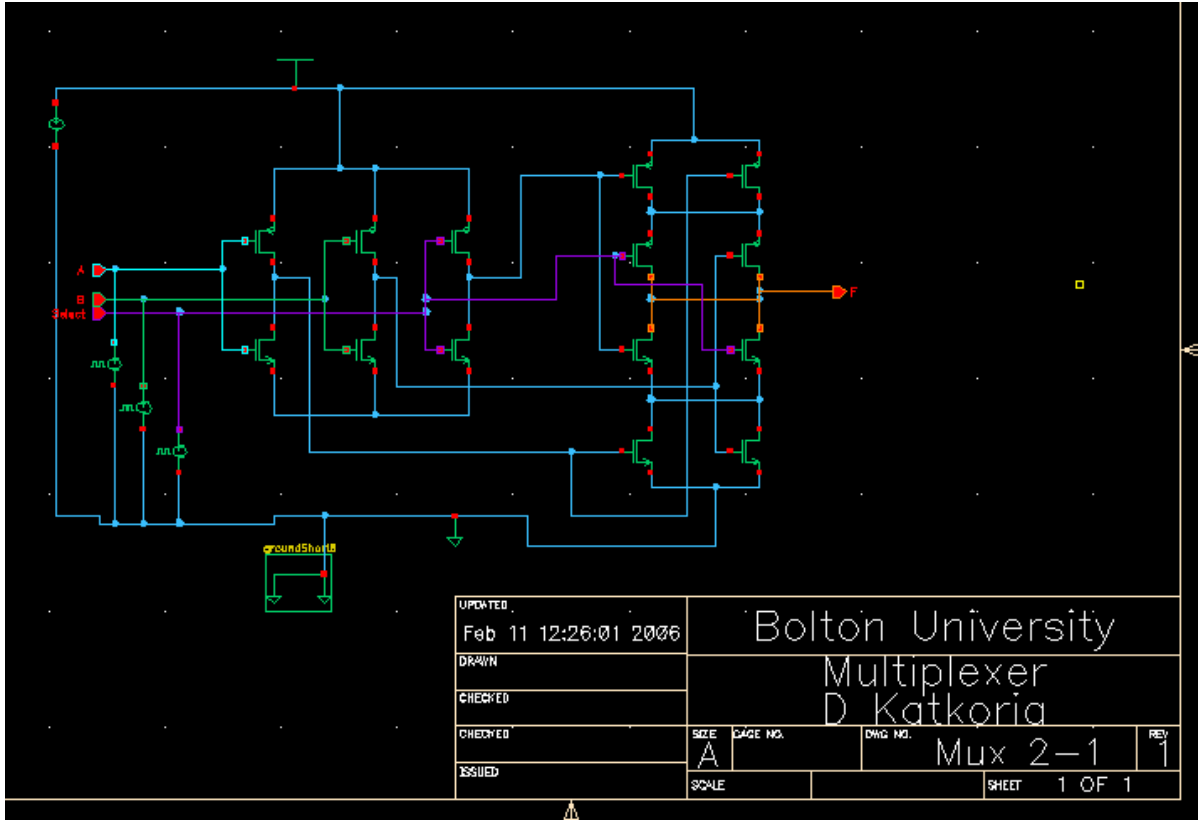 A
B
Select
F
groundShort0
UPDATED
Feb 11 12:26:01 2006
DRAWN
CHECKED
CHECKED
ISSUED
Bolton University
Multiplexer
D Katkoria
SIZE
A
CAGE NO.
DWG NO.
Mux 2-1
REV
1
SCALE
SHEET 1 OF 1